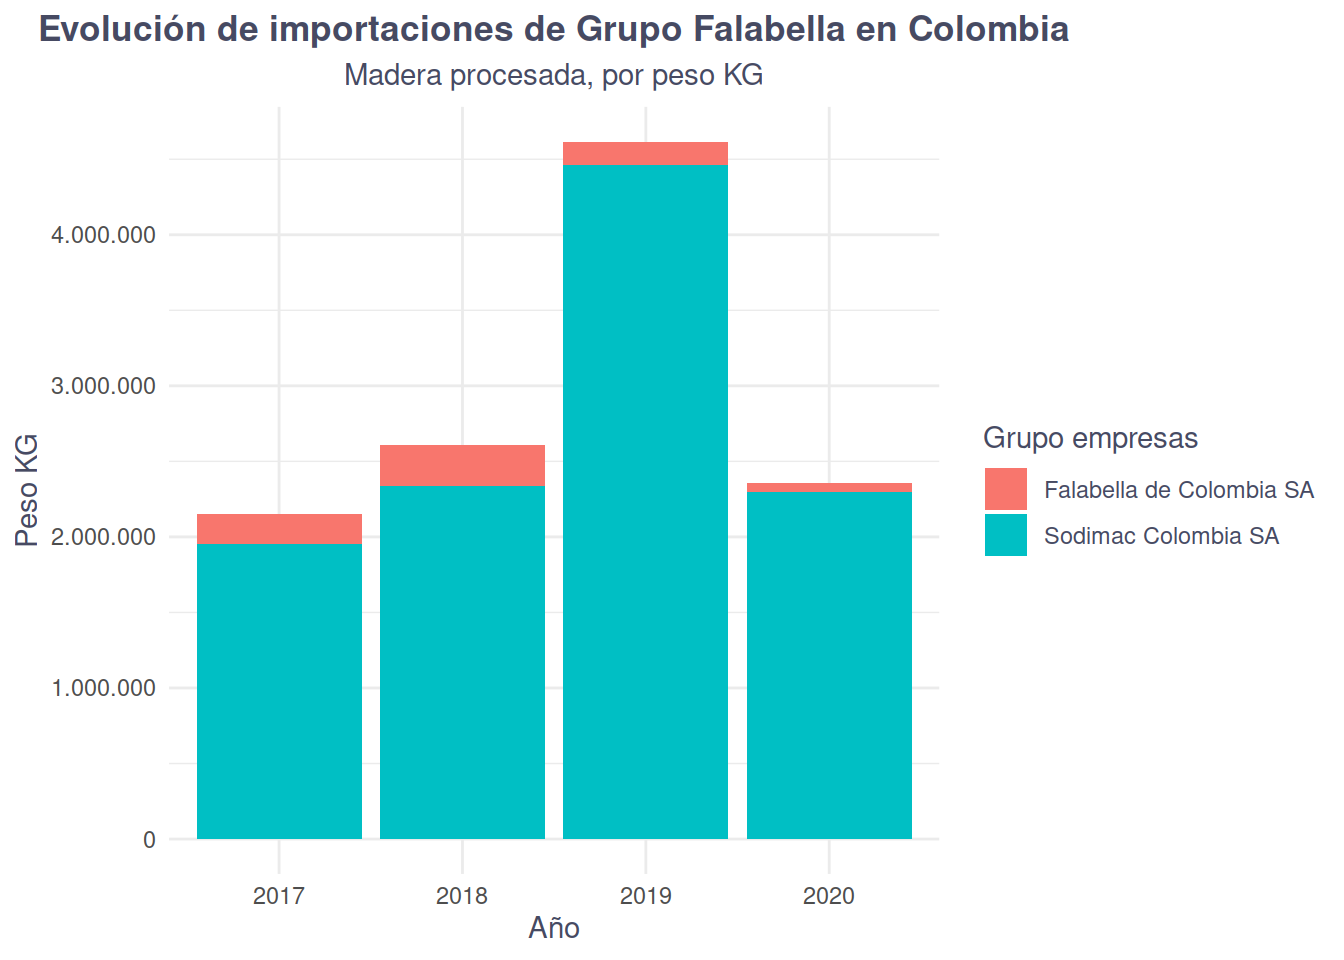 Evolución de importaciones de Grupo Falabella en Colombia
Madera procesada, por peso KG
Peso KG
4.000.000
3.000.000
2.000.000
1.000.000
0
2017
2018
2019
2020
Año
Grupo empresas
Falabella de Colombia SA
Sodimac Colombia SA